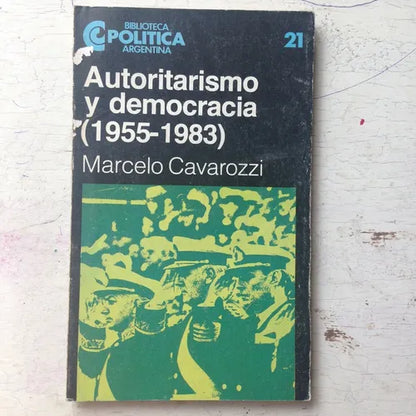 BIBLIOTECA
POLITICA
ARGENTINA
21
Autoritarismo
y democracia
(1955-1983)
Marcelo Cavarozzi